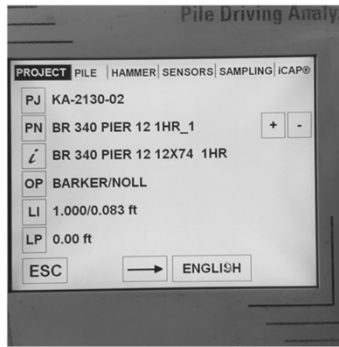 Pile Driving Analy
PROJECT PILE HAMMER SENSORS SAMPLING iCAP®
PJ KA-2130-02
PN BR 340 PIER 12 1HR_1 + -
i BR 340 PIER 12 12X74 1HR
OP BARKER/NOLL
LI 1.000/0.083 ft
LP 0.00 ft
ESC → ENGLISH